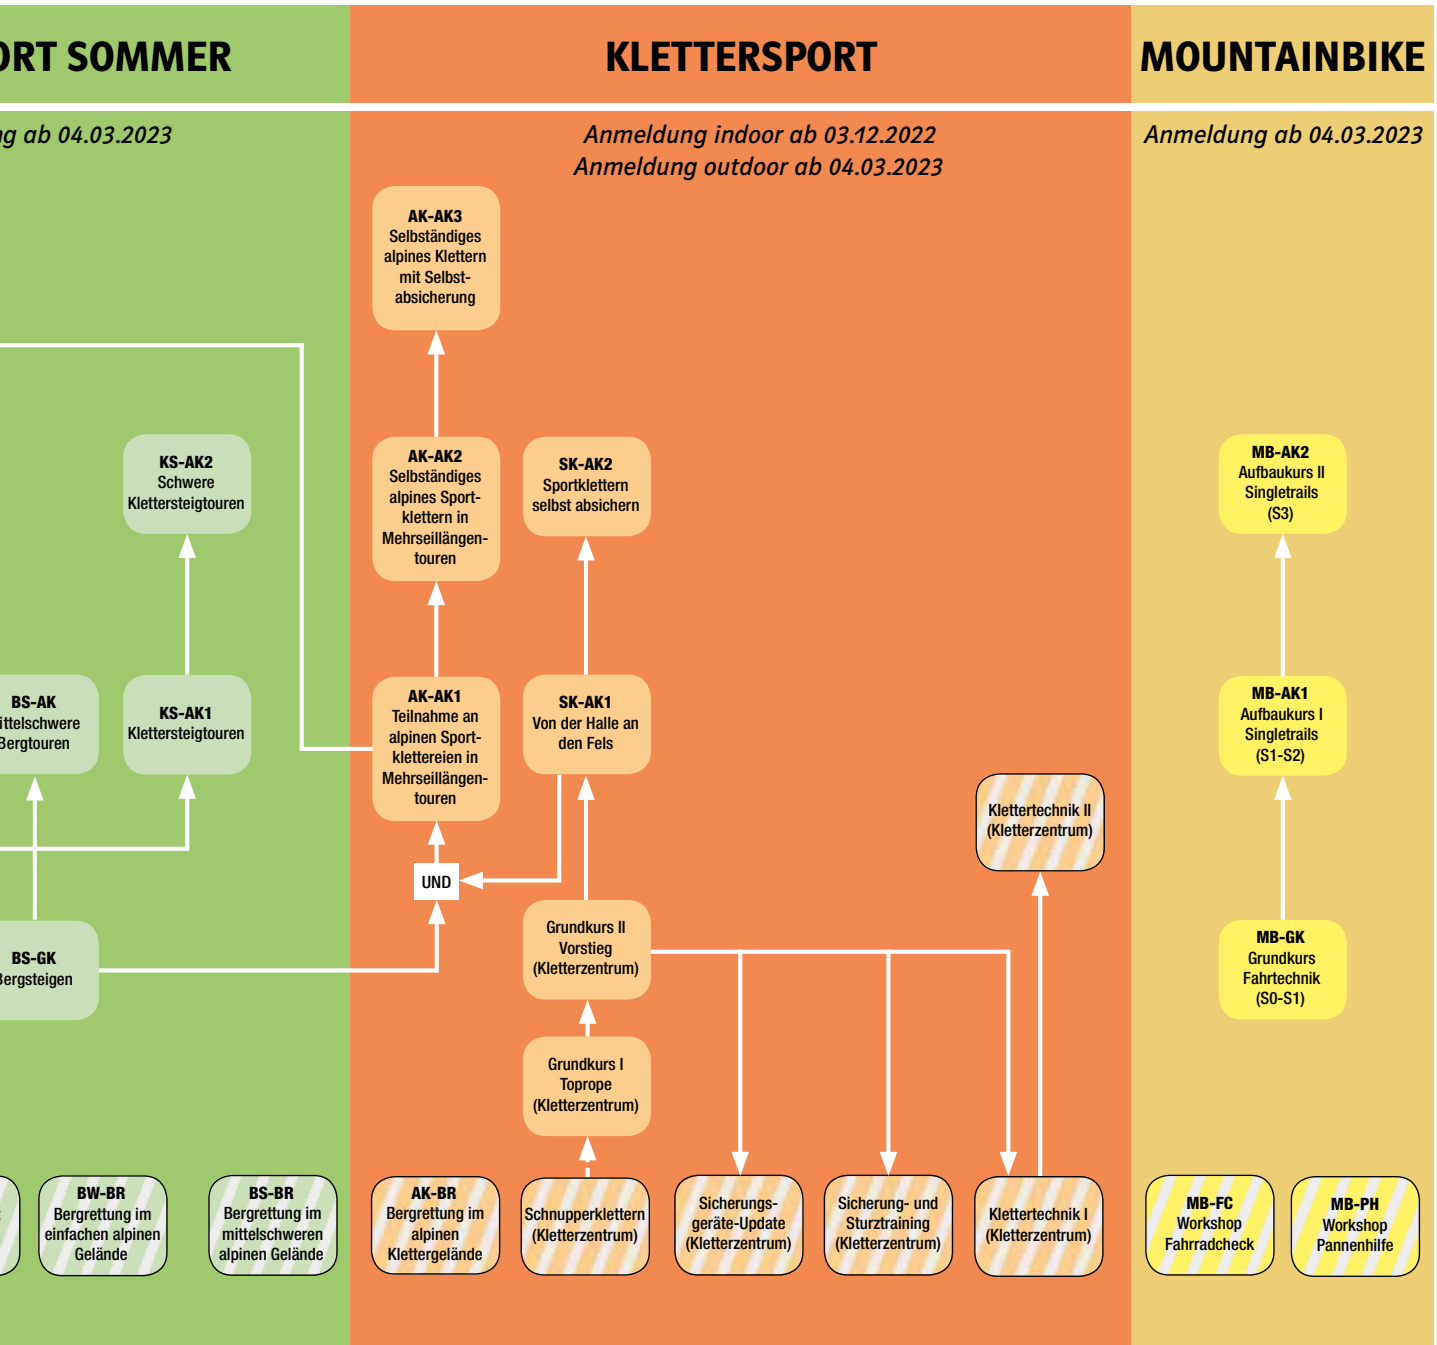 ORT SOMMER
KLETTERSPORT
MOUNTAINBIKE
ab 04.03.2023
Anmeldung indoor ab 03.12.2022
Anmeldung outdoor ab 04.03.2023
Anmeldung ab 04.03.2023
AK-AK3
Selbständiges
alpines Klettern
mit Selbst-
absicherung
KS-AK2
Schwere
Klettersteigtouren
AK-AK2
Selbständiges
alpines Sport-
klettern in
Mehrseillängen-
touren
SK-AK2
Sportklettern
selbst absichern
MB-AK2
Aufbaukurs II
Singletrails
(S3)
BS-AK
ittelschwere
Bergtouren
KS-AK1
Klettersteigtouren
AK-AK1
Teilnahme an
alpinen Sport-
klettereien in
Mehrseillängen-
touren
SK-AK1
Von der Halle an
den Fels
MB-AK1
Aufbaukurs I
Singletrails
(S1-S2)
Klettertechnik II
(Kletterzentrum)
UND
BS-GK
Bergsteigen
Grundkurs II
Vorstieg
(Kletterzentrum)
MB-GK
Grundkurs
Fahrtechnik
(S0-S1)
Grundkurs I
Toprope
(Kletterzentrum)
BW-BR
Bergrettung im
einfachen alpinen
Gelände
BS-BR
Bergrettung im
mittelschweren
alpinen Gelände
AK-BR
Bergrettung im
alpinen
Klettergelände
Schnupperklettern
(Kletterzentrum)
Sicherungs-
geräte-Update
(Kletterzentrum)
Sicherung- und
Sturztraining
(Kletterzentrum)
Klettertechnik I
(Kletterzentrum)
MB-FC
Workshop
Fahrradcheck
MB-PH
Workshop
Pannenhilfe